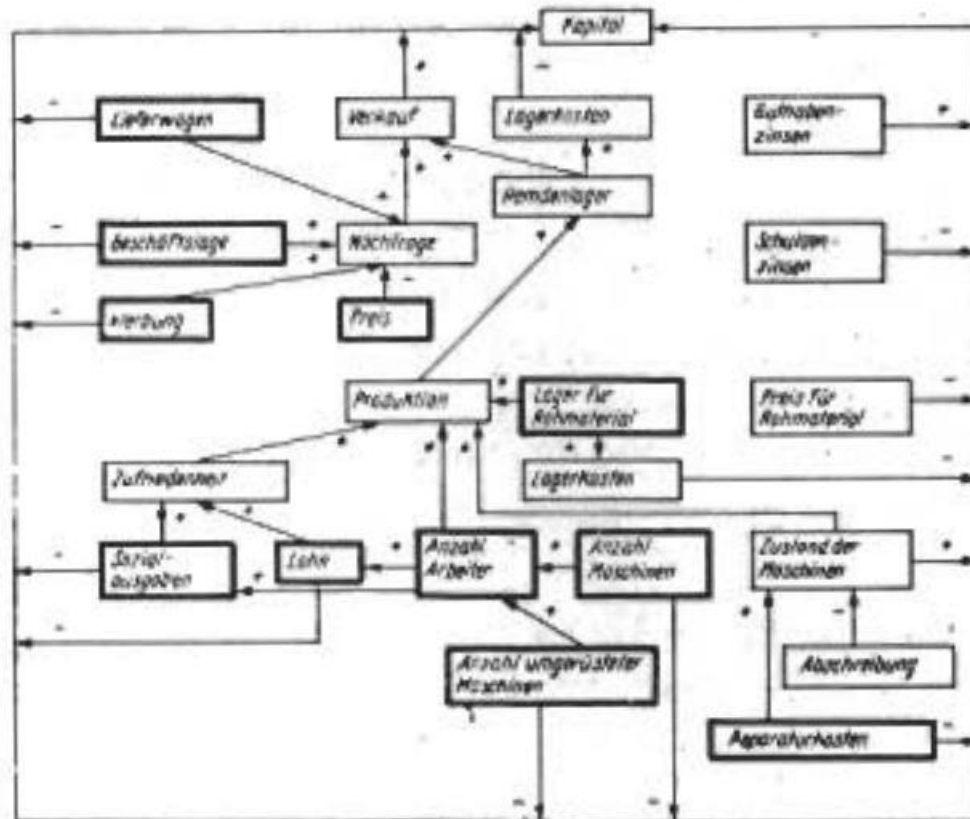 Kapital
+
-
-
Lieferwagen
Verkauf
Lagerkosten
Guthaben-
zinsen
+
+
+
+
+
Hemdenlager
+
-
Geschäftslage
+
+
Nachfrage
+
Schulden-
zinsen
-
-
-
Werbung
Preis
Produktion
+
Lager für
Rohmaterial
Preis für
Rohmaterial
-
+
+
+
+
Zufriedenheit
Lagerkosten
-
+
+
-
Sozial-
ausgaben
+
Lohn
+
Anzahl
Arbeiter
+
Anzahl
Maschinen
Zustand der
Maschinen
+
-
+
+
-
Anzahl umgerüsteter
Maschinen
Abschreibung
Reparaturkosten
-
-
-